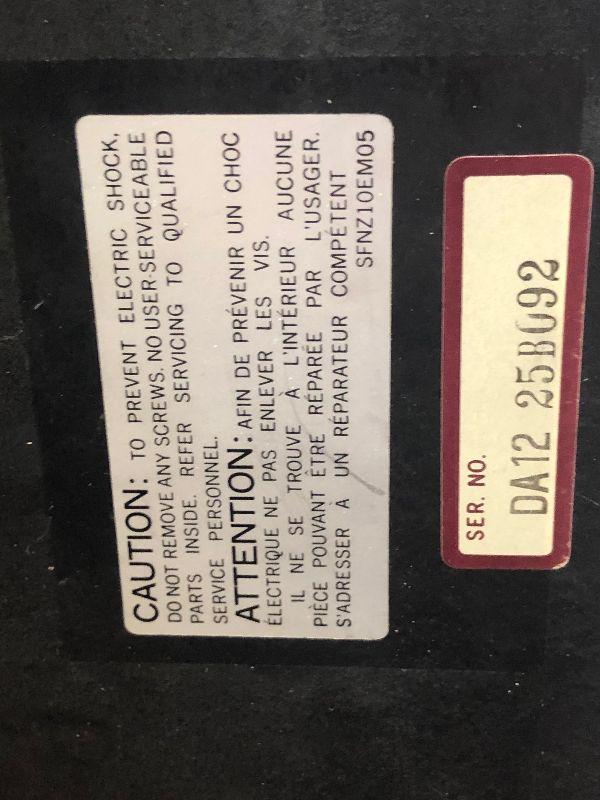 CAUTION: TO PREVENT ELECTRIC SHOCK,
DO NOT REMOVE ANY SCREWS. NO USER-SERVICEABLE
PARTS INSIDE. REFER SERVICING TO QUALIFIED
SERVICE PERSONNEL.
ATTENTION: AFIN DE PRÉVENIR UN CHOC
ÉLECTRIQUE NE PAS ENLEVER LES VIS.
IL NE SE TROUVE À L'INTÉRIEUR AUCUNE
PIÈCE POUVANT ÊTRE RÉPARÉE PAR L'USAGER.
S'ADRESSER À UN RÉPARATEUR COMPÉTENT
SFNZ10EM05
SER. NO.
DA12 25B092